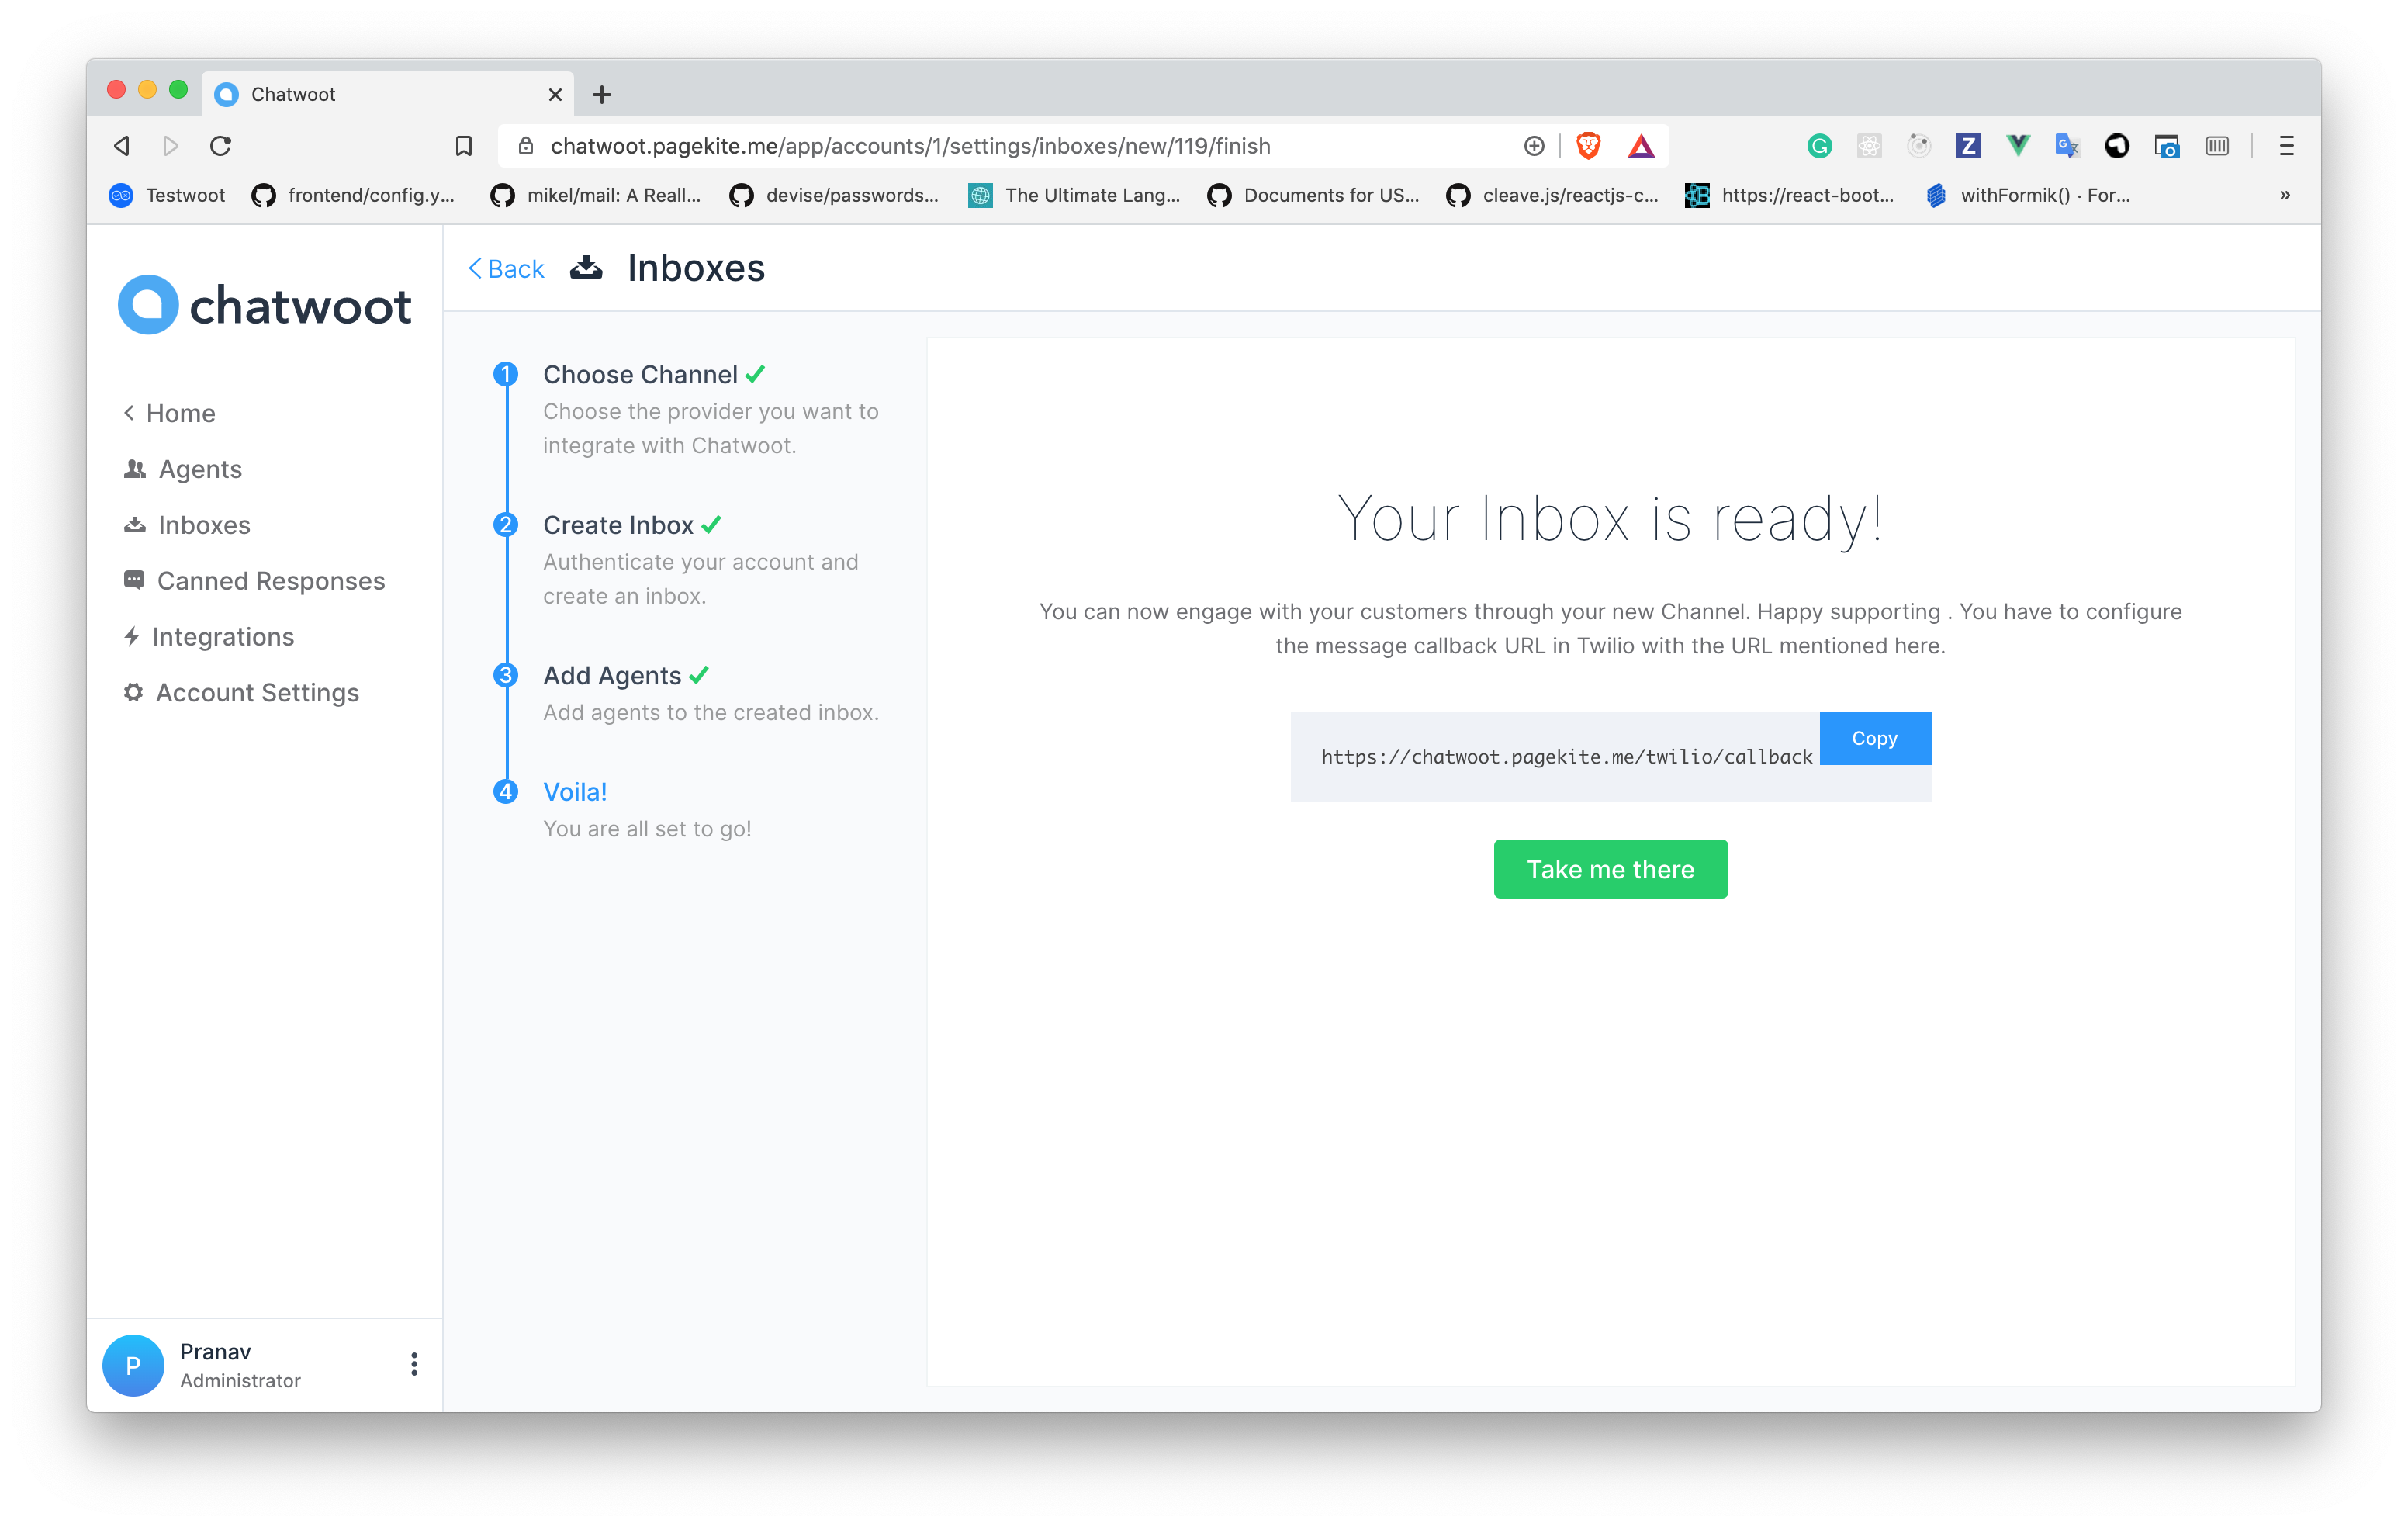 Chatwoot
chatwoot.pagekite.me/app/accounts/1/settings/inboxes/new/119/finish
Testwoot
frontend/config.y...
mikel/mail: A Reall...
devise/passwords...
The Ultimate Lang...
Documents for US...
cleave.js/reactjs-c...
https://react-boot...
withFormik() · For...
»
chatwoot
Home
Agents
Inboxes
Canned Responses
Integrations
Account Settings
Pranav
Administrator
P
Back
Inboxes
1
Choose Channel
Choose the provider you want to
integrate with Chatwoot.
2
Create Inbox
Authenticate your account and
create an inbox.
3
Add Agents
Add agents to the created inbox.
4
Voila!
You are all set to go!
Your Inbox is ready!
You can now engage with your customers through your new Channel. Happy supporting . You have to configure
the message callback URL in Twilio with the URL mentioned here.
https://chatwoot.pagekite.me/twilio/callback
Copy
Take me there